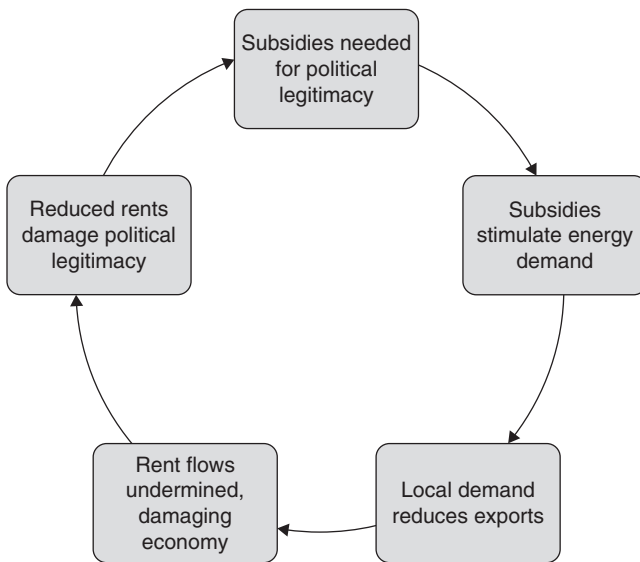 Subsidies needed
for political
legitimacy
Subsidies
stimulate energy
demand
Local demand
reduces exports
Rent flows
undermined,
damaging
economy
Reduced rents
damage political
legitimacy